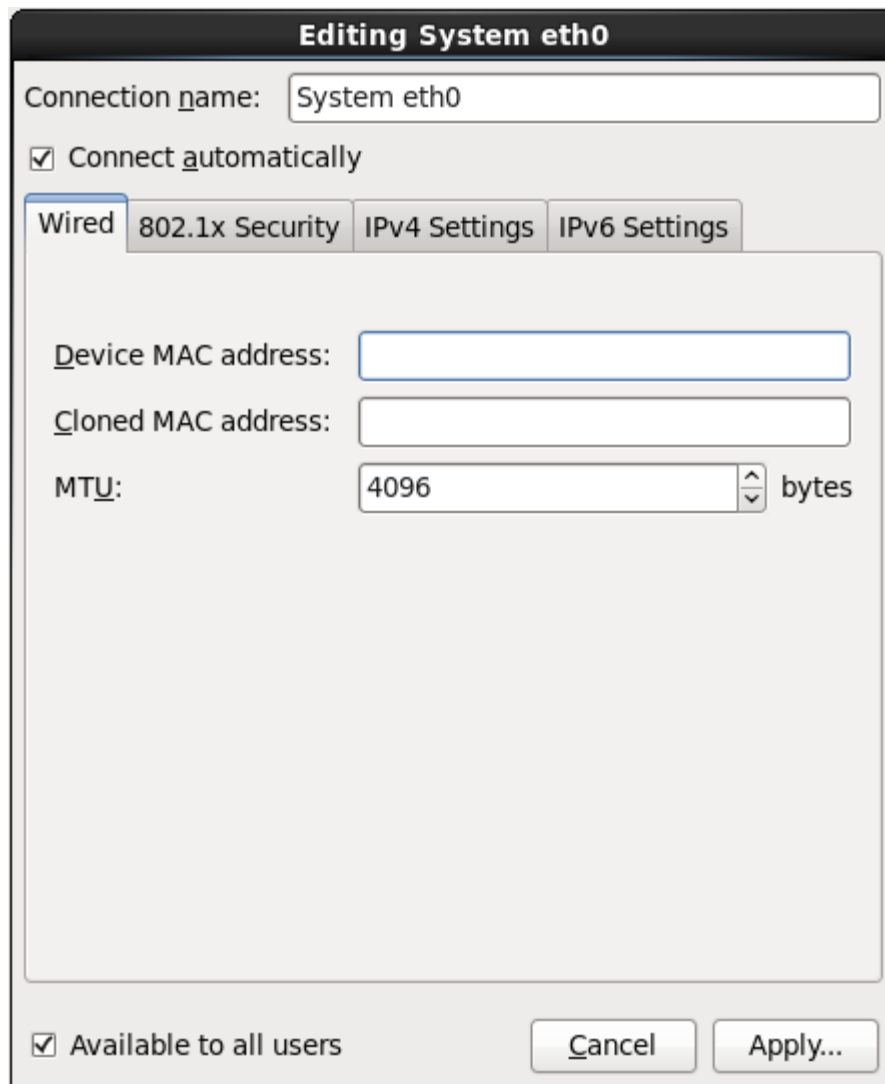 Editing System eth0
Connection name: System eth0
Connect automatically
Wired 802.1x Security IPv4 Settings IPv6 Settings
Device MAC address:
Cloned MAC address:
MTU: 4096 bytes
Available to all users Cancel Apply...